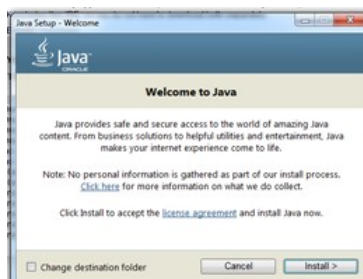 Java Setup - Welcome
Java
ORACLE
Welcome to Java
Java provides safe and secure access to the world of amazing Java
content. From business solutions to helpful utilities and entertainment, Java
makes your internet experience come to life.
Note: No personal information is gathered as part of our install process.
Click here for more information on what we do collect.
Click Install to accept the license agreement and install Java now.
Change destination folder
Cancel
Install >